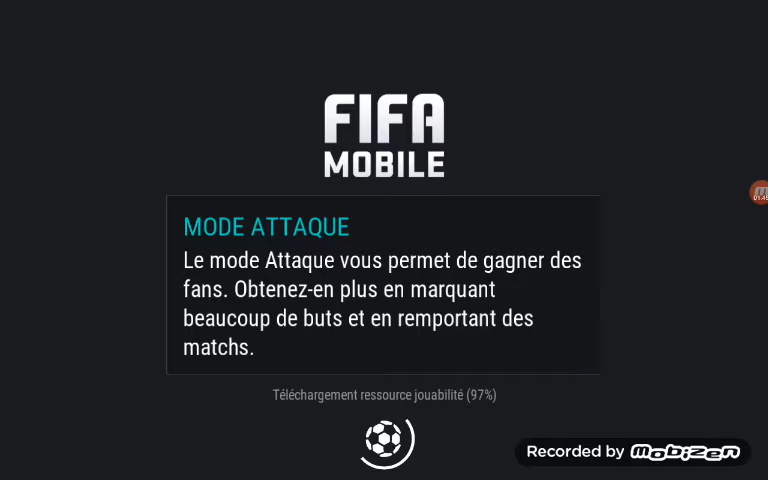 FIFA
MOBILE
MODE ATTAQUE
Le mode Attaque vous permet de gagner des
fans. Obtenez-en plus en marquant
beaucoup de buts et en remportant des
matchs.
Téléchargement ressource jouabilité (97%)
Recorded by mobizen